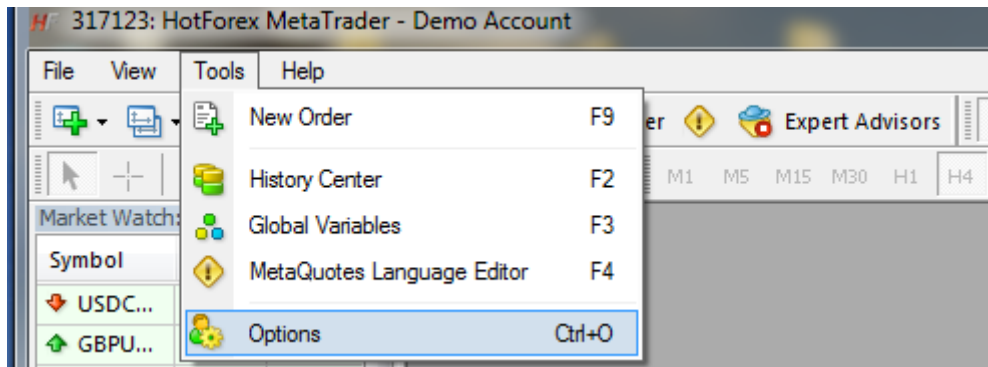 HF 317123: HotForex MetaTrader - Demo Account
File View Tools Help
New Order F9
er Expert Advisors
History Center F2
M1 M5 M15 M30 H1 H4
Market Watch:
Global Variables F3
Symbol
MetaQuotes Language Editor F4
USDC...
Options Ctrl+O
GBPU...